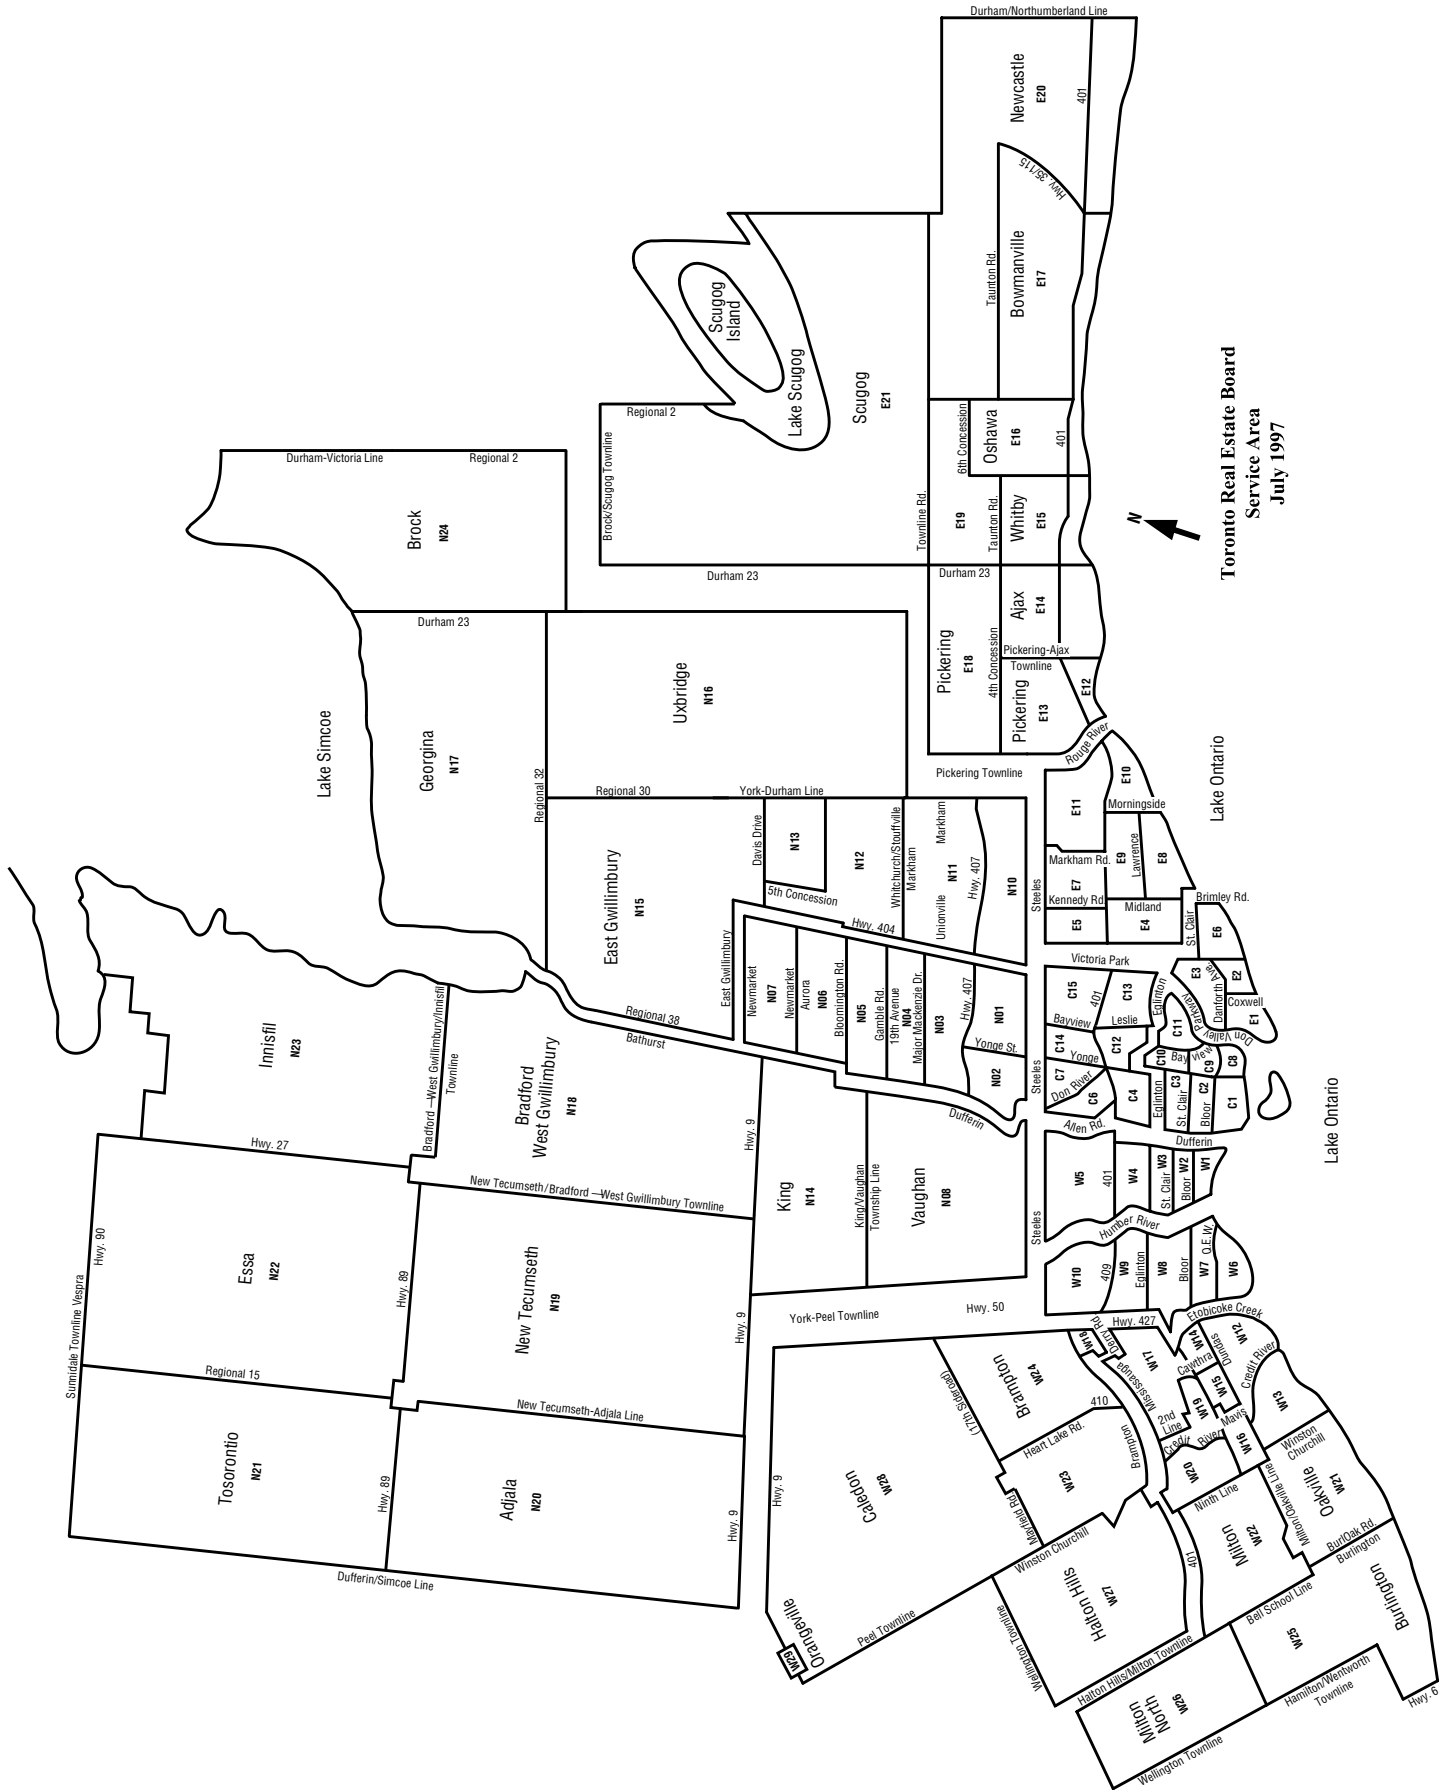 Durham/Northumberland Line
Newcastle
E20
401
Hwy. 35/115
Taunton Rd.
Bowmanville
E17
Scugog
Island
Lake Scugog
Scugog
E21
Regional 2
Brock/Scugog Townline
6th Concession
Oshawa
E16
401
Townline Rd.
E19
Taunton Rd.
Whitby
E15
Durham 23
Durham 23
Ajax
E14
Pickering-Ajax
Townline
Pickering
E18
4th Concession
Pickering
E13
E12
Rouge River
Pickering Townline
Durham-Victoria Line
Regional 2
Brock
N24
Durham 23
Lake Simcoe
Georgina
N17
Regional 32
Uxbridge
N16
Regional 30
York-Durham Line
East Gwillimbury
N15
Davis Drive
N13
5th Concession
N12
Whitchurch/Stouffville
Markham
Markham
Unionville
N11
Hwy. 407
N10
Hwy. 404
Steeles
East Gwillimbury
Newmarket
N07
Newmarket
Aurora
N06
Bloomington Rd.
N05
Gamble Rd.
19th Avenue
N04
Major Mackenzie Dr.
N03
Hwy. 407
N01
Yonge St.
N02
Steeles
Regional 38
Bathurst
Dufferin
Innisfil
N23
Bradford —West Gwillimbury/Innisfil
Townline
Bradford
West Gwillimbury
N18
Hwy. 27
Hwy. 9
New Tecumseth/Bradford —West Gwillimbury Townline
King
N14
King/Vaughan
Township Line
Vaughan
N08
Steeles
Hwy. 90
Sunnidale Townline Vespra
Essa
N22
Hwy. 89
New Tecumseth
N19
Hwy. 9
York-Peel Townline
Hwy. 50
Regional 15
New Tecumseth-Adjala Line
Tosorontio
N21
Hwy. 89
Adjala
N20
Hwy. 9
Dufferin/Simcoe Line
E10
E11
Morningside
Markham Rd.
E9
Lawrence
E8
E7
Kennedy Rd.
Midland
Brimley Rd.
E5
E4
St. Clair
E6
Victoria Park
C15
401
C13
Eglinton
E3
Parkway
Danforth
Ave.
E2
Coxwell
E1
Don Valley
Bayview
Leslie
C11
C14
Yonge
C12
C10
Bay
view
C9
C8
C7
Don River
C6
C4
Eglinton
C3
St. Clair
C2
Bloor
C1
Allen Rd.
Dufferin
W5
401
W4
W3
St. Clair
W2
Bloor
W1
Humber River
W10
409
W9
Eglinton
W8
Bloor
W7
Q.E.W.
W6
Hwy. 427
Etobicoke Creek
W18
Derry Rd.
W17
W14
Cawthra
Dundas
W12
Mississauga
W15
Credit River
W19
2nd
Line
Mavis
W13
Credit
River
W16
W20
Winston
Churchill
Brampton
W24
(17th Sideroad)
410
Heart Lake Rd.
Brampton
W23
Mayfield Rd.
Caledon
W28
Hwy. 9
Winston Churchill
Ninth Line
Milton/Oakville Line
Oakville
W21
Milton
W22
BurlOak Rd.
Burlington
401
Bell School Line
Halton Hills
W27
Peel Townline
Wellington Townline
Orangeville
W29
Halton Hills/Milton Townline
W25
Burlington
Hamilton/Wentworth
Townline
Milton
North
W26
Wellington Townline
Hwy. 6
Lake Ontario
Lake Ontario
N
Toronto Real Estate Board
Service Area
July 1997